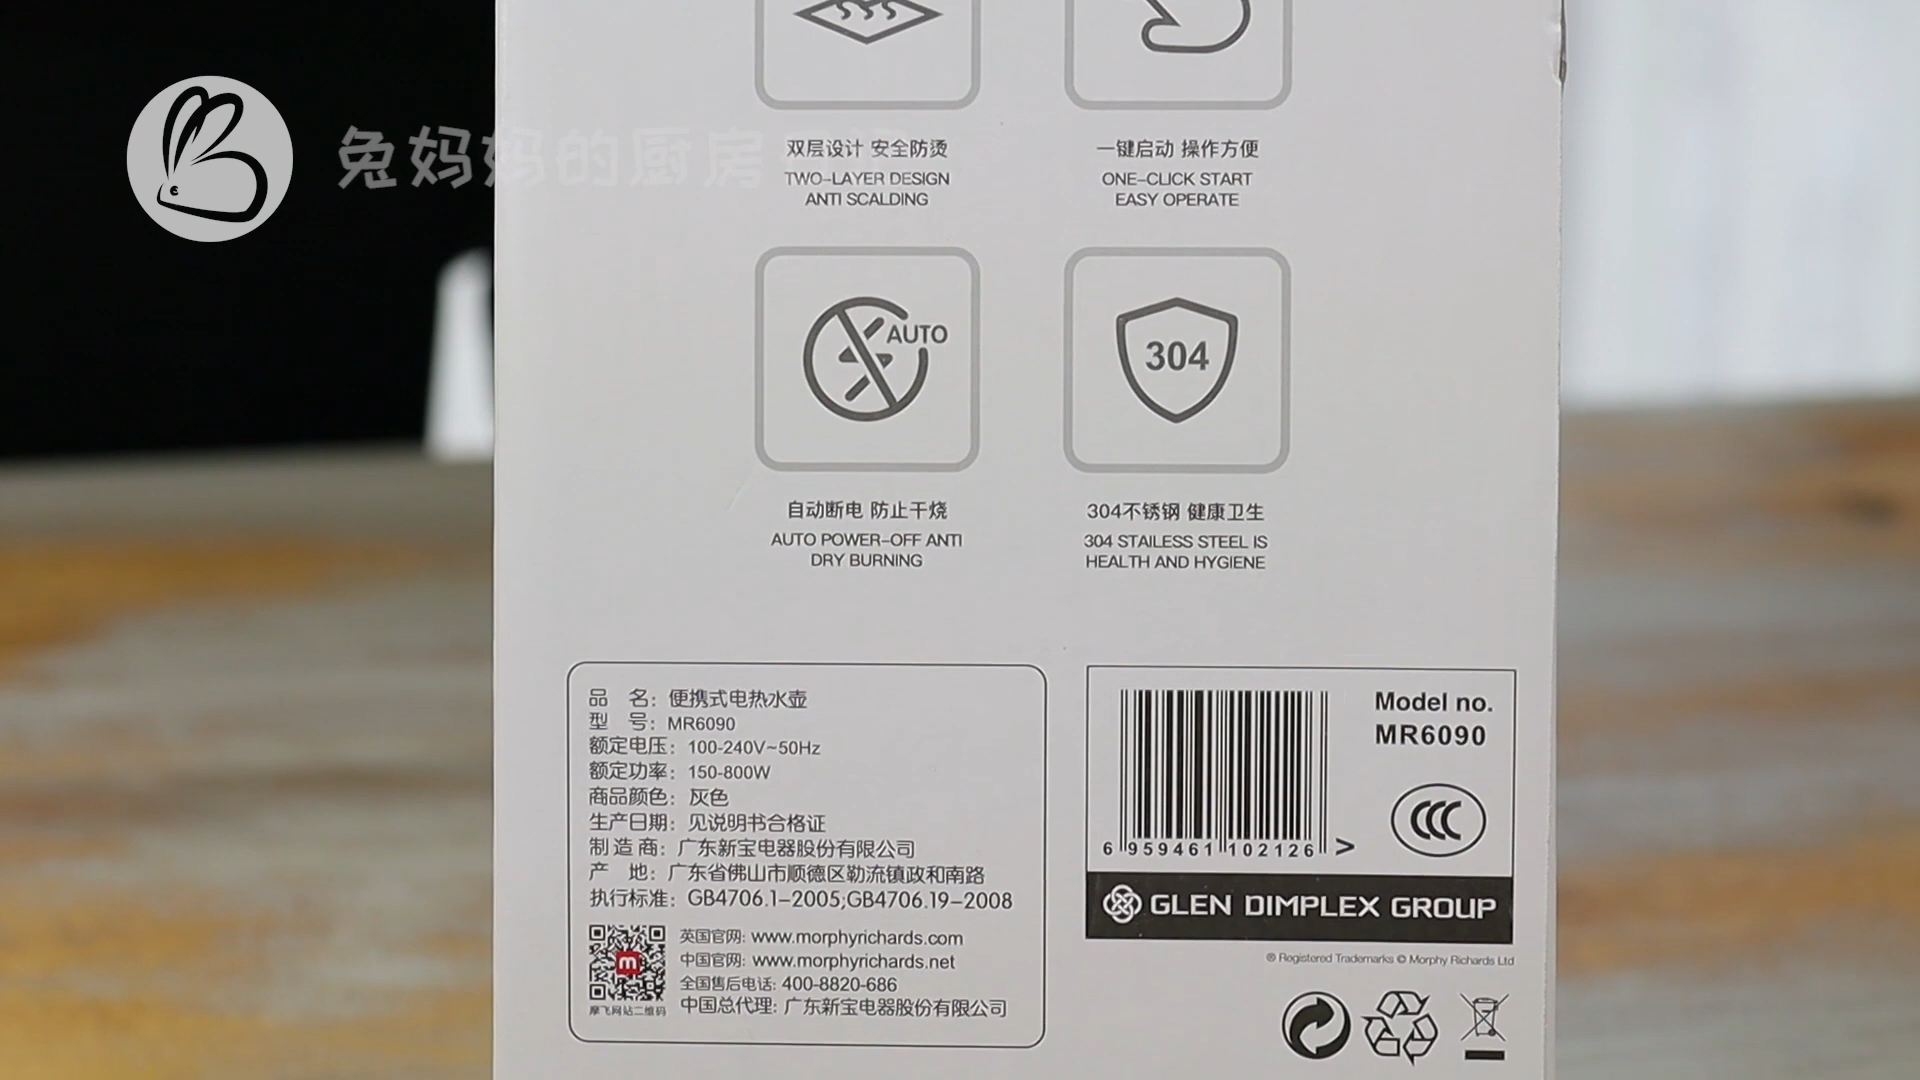 兔妈妈的厨房
双层设计 安全防烫
TWO-LAYER DESIGN
ANTI SCALDING
一键启动 操作方便
ONE-CLICK START
EASY OPERATE
AUTO
304
自动断电 防止干烧
AUTO POWER-OFF ANTI
DRY BURNING
304不锈钢 健康卫生
304 STAILESS STEEL IS
HEALTH AND HYGIENE
品 名：便携式电热水壶
型 号：MR6090
额定电压：100-240V~50Hz
额定功率：150-800W
商品颜色：灰色
生产日期：见说明书合格证
制造商：广东新宝电器股份有限公司
产 地：广东省佛山市顺德区勒流镇政和南路
执行标准：GB4706.1-2005;GB4706.19-2008
m
摩飞网站二维码
英国官网: www.morphyrichards.com
中国官网: www.morphyrichards.net
全国售后电话: 400-8820-686
中国总代理: 广东新宝电器股份有限公司
Model no.
MR6090
CCC
6 959461 102126 >
GLEN DIMPLEX GROUP
® Registered Trademarks © Morphy Richards Ltd